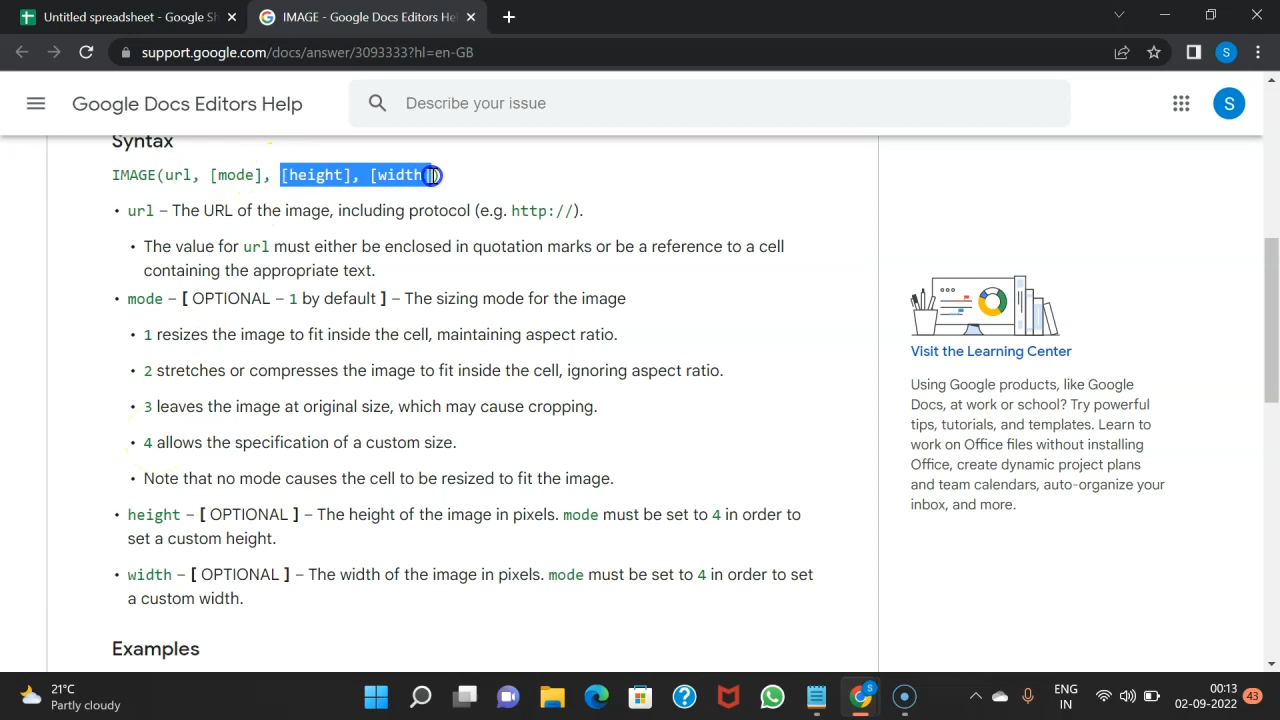 Untitled spreadsheet - Google Sh
IMAGE - Google Docs Editors Hel
support.google.com/docs/answer/3093333?hl=en-GB
S
Google Docs Editors Help
Describe your issue
S
Syntax
IMAGE(url, [mode], [height], [width])
• url – The URL of the image, including protocol (e.g. http://).
• The value for url must either be enclosed in quotation marks or be a reference to a cell
containing the appropriate text.
• mode – [ OPTIONAL – 1 by default ] – The sizing mode for the image
• 1 resizes the image to fit inside the cell, maintaining aspect ratio.
• 2 stretches or compresses the image to fit inside the cell, ignoring aspect ratio.
• 3 leaves the image at original size, which may cause cropping.
• 4 allows the specification of a custom size.
• Note that no mode causes the cell to be resized to fit the image.
• height – [ OPTIONAL ] – The height of the image in pixels. mode must be set to 4 in order to
set a custom height.
• width – [ OPTIONAL ] – The width of the image in pixels. mode must be set to 4 in order to set
a custom width.
Examples
Visit the Learning Center
Using Google products, like Google
Docs, at work or school? Try powerful
tips, tutorials, and templates. Learn to
work on Office files without installing
Office, create dynamic project plans
and team calendars, auto-organize your
inbox, and more.
21°C
Partly cloudy
S
ENG
IN
00:13
02-09-2022
43